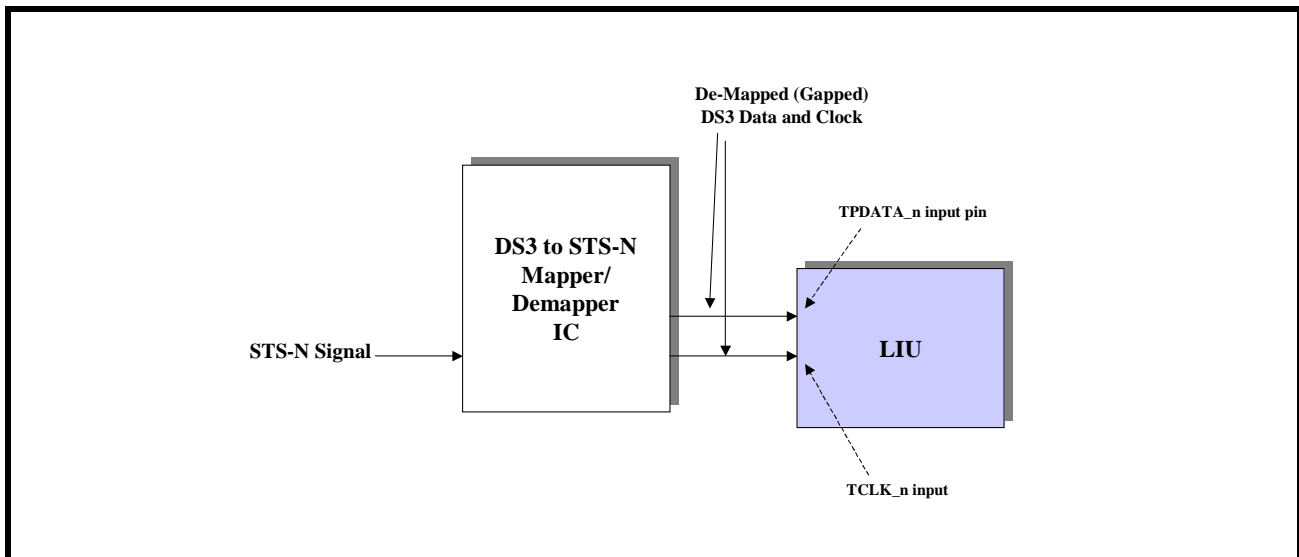 De-Mapped (Gapped)
DS3 Data and Clock
TPDATA_n input pin
DS3 to STS-N
Mapper/
Demapper
IC
STS-N Signal
LIU
TCLK_n input